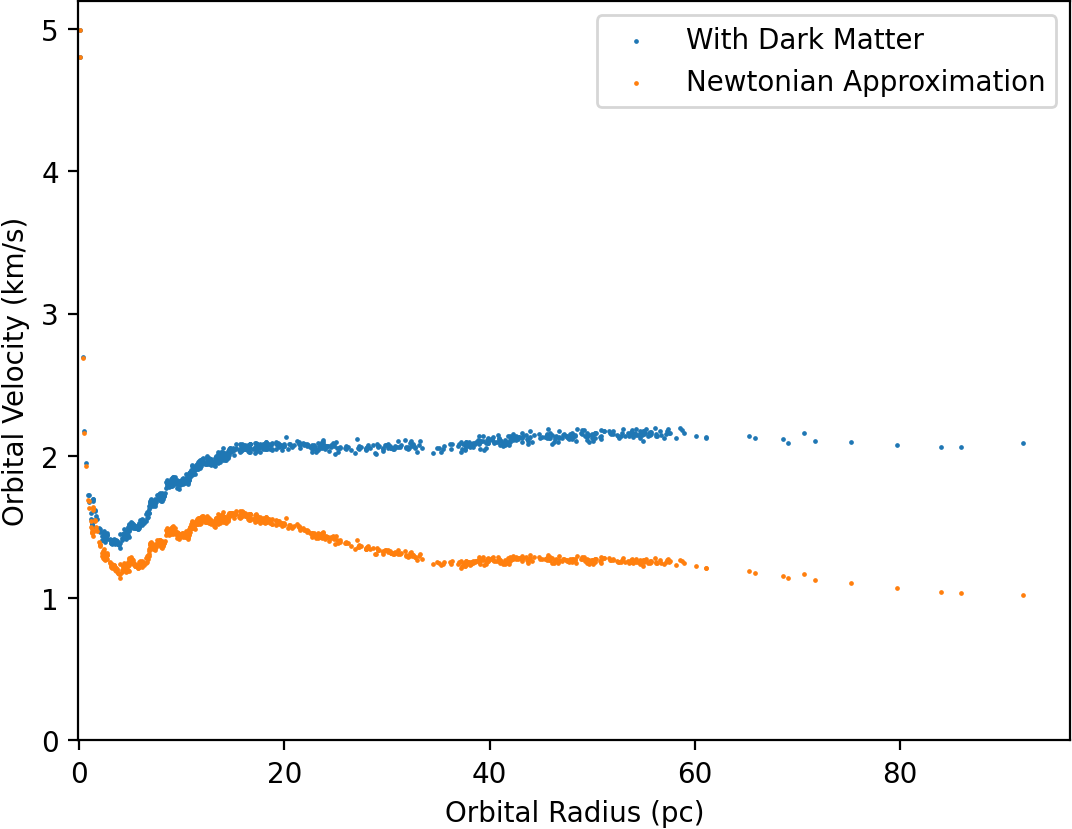 With Dark Matter
Newtonian Approximation
Orbital Velocity (km/s)
5
4
3
2
1
0
0 20 40 60 80
Orbital Radius (pc)